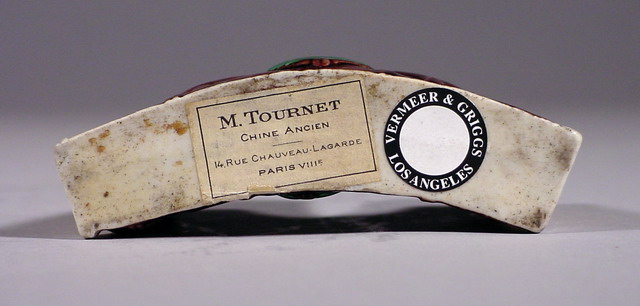 M. TOURNET
CHINE ANCIEN
14, RUE CHAUVEAU-LAGARDE
PARIS VIIIE
VERMEER & GRIGGS
LOS ANGELES